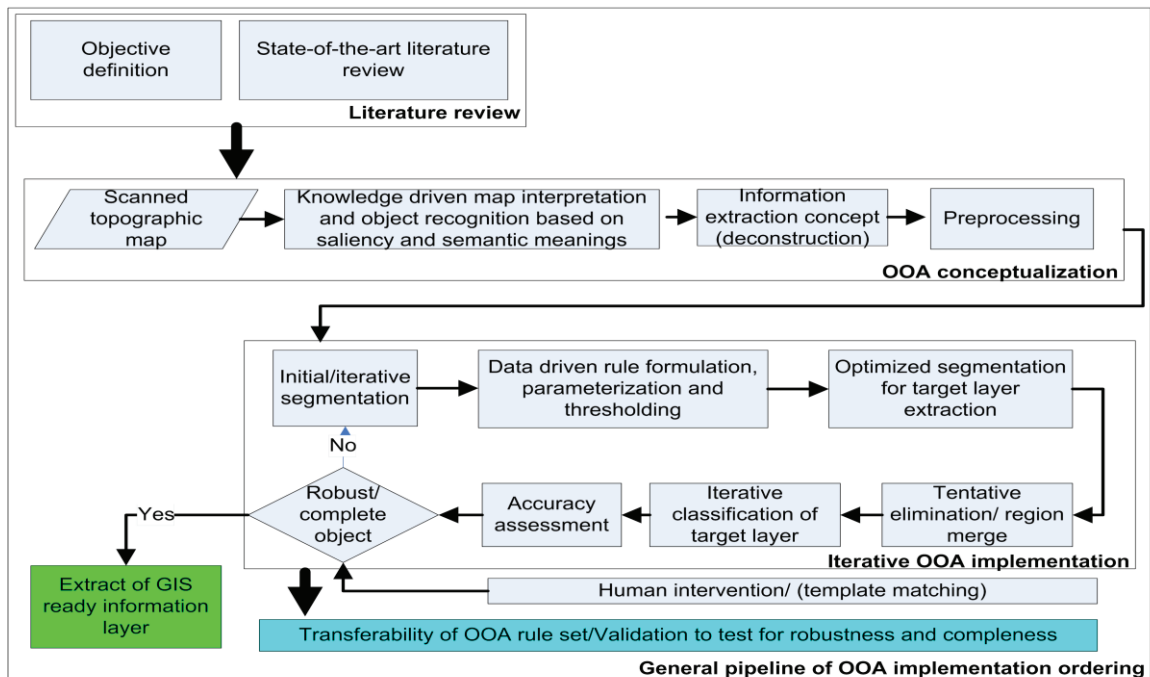 Objective
definition
State-of-the-art literature
review
Literature review
Scanned
topographic
map
Knowledge driven map interpretation
and object recognition based on
saliency and semantic meanings
Information
extraction concept
(deconstruction)
Preprocessing
OOA conceptualization
Initial/iterative
segmentation
Data driven rule formulation,
parameterization and
thresholding
Optimized segmentation
for target layer
extraction
No
Yes
Robust/
complete
object
Accuracy
assessment
Iterative
classification of
target layer
Tentative
elimination/ region
merge
Iterative OOA implementation
Extract of GIS
ready information
layer
Human intervention/ (template matching)
Transferability of OOA rule set/Validation to test for robustness and compleness
General pipeline of OOA implementation ordering